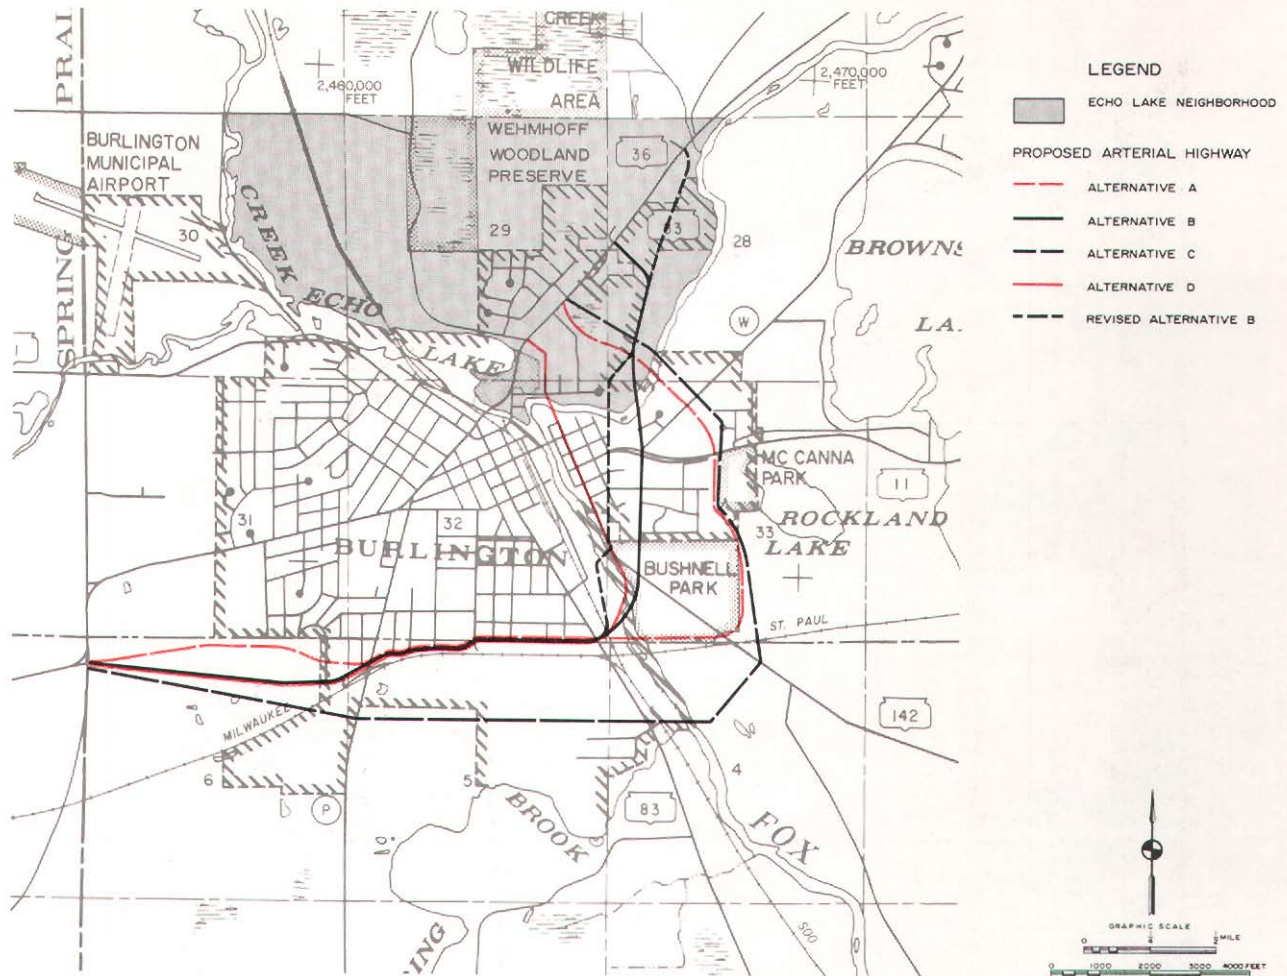 PRAI
SPRING
CREEK
WILDLIFE
AREA
2,460,000
FEET
2,470,000
FEET
BURLINGTON
MUNICIPAL
AIRPORT
WEHMHOFF
WOODLAND
PRESERVE
36
30
29
83
28
CREEK
ECHO
LAKE
BROWNS
LA
W
MC CANNA
PARK
11
31
32
33
ROCKLAND
LAKE
BURLINGTON
BUSHNELL
PARK
ST. PAUL
MILWAUKEE
142
6
5
4
P
83
BROOK
FOX
SOO
ING
LEGEND
ECHO LAKE NEIGHBORHOOD
PROPOSED ARTERIAL HIGHWAY
ALTERNATIVE A
ALTERNATIVE B
ALTERNATIVE C
ALTERNATIVE D
REVISED ALTERNATIVE B
GRAPHIC SCALE
0 MILE
0 1000 2000 3000 4000 FEET